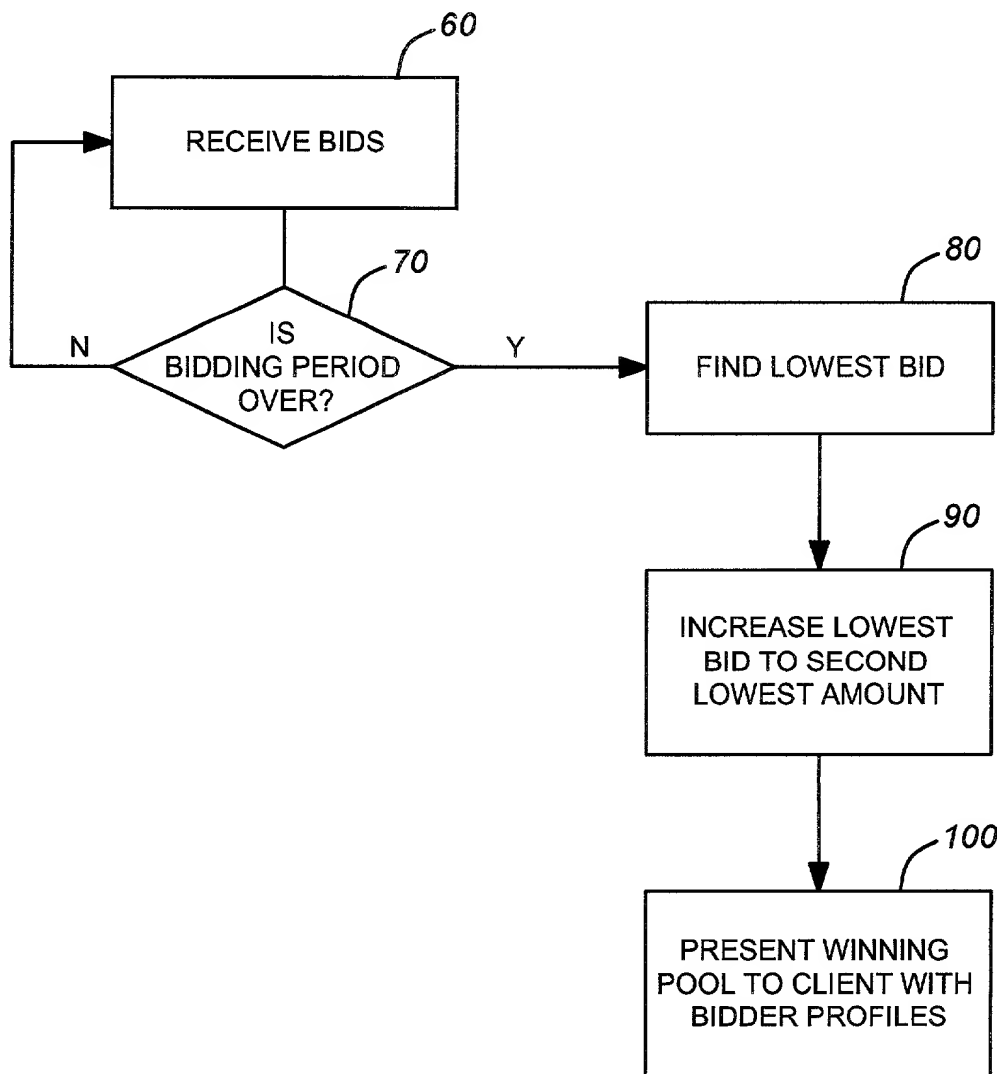 60
RECEIVE BIDS
70
IS
BIDDING PERIOD
OVER?
N
Y
80
FIND LOWEST BID
90
INCREASE LOWEST
BID TO SECOND
LOWEST AMOUNT
100
PRESENT WINNING
POOL TO CLIENT WITH
BIDDER PROFILES